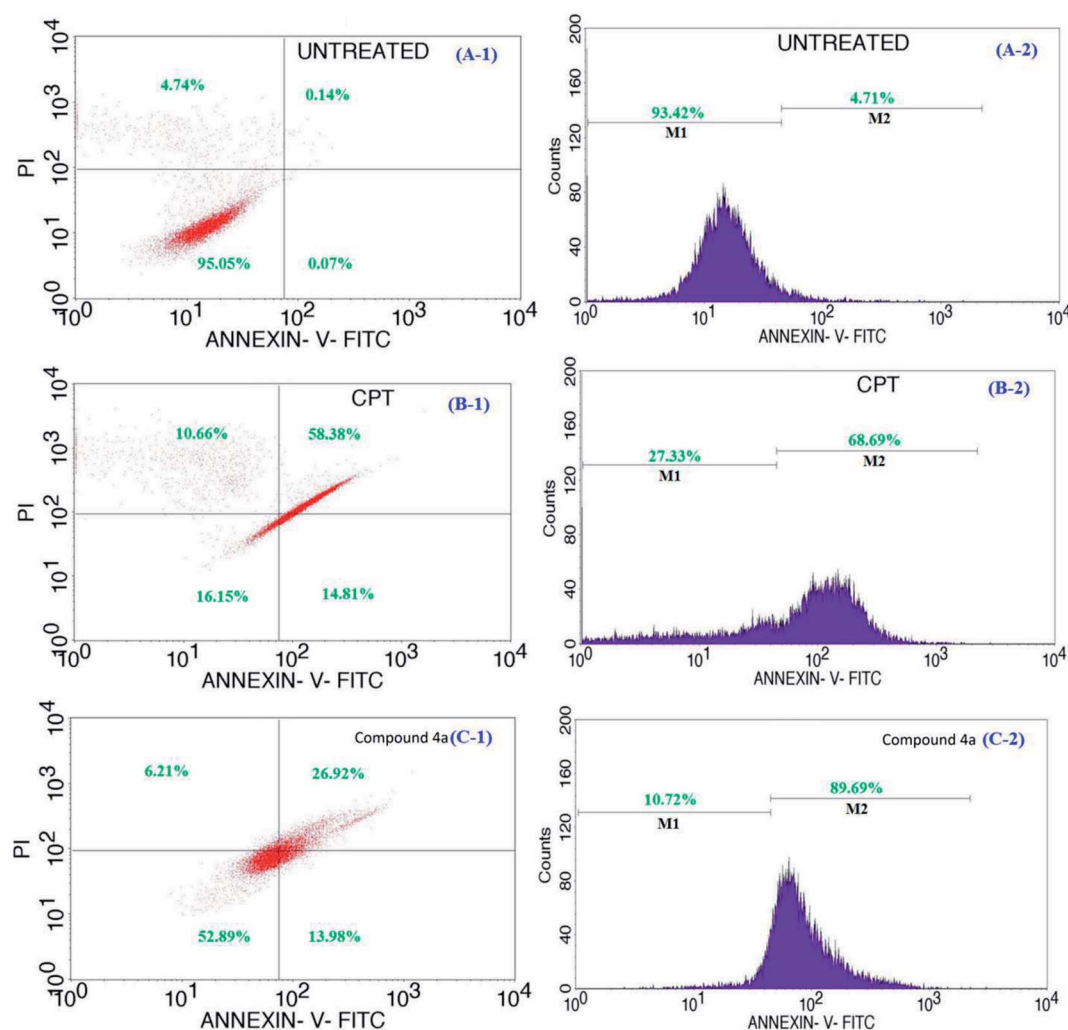 UNTREATED (A-1)
4.74% 0.14%
95.05% 0.07%
PI
10^4
10^3
10^2
10^1
10^0
10^0 10^1 10^2 10^3 10^4
ANNEXIN- V- FITC
UNTREATED (A-2)
93.42% 4.71%
M1 M2
Counts
200
160
120
80
40
0
10^0 10^1 10^2 10^3 10^4
ANNEXIN- V- FITC
CPT (B-1)
10.66% 58.38%
16.15% 14.81%
PI
10^4
10^3
10^2
10^1
10^0
10^0 10^1 10^2 10^3 10^4
ANNEXIN- V- FITC
CPT (B-2)
27.33% 68.69%
M1 M2
Counts
200
160
120
80
40
0
10^0 10^1 10^2 10^3 10^4
ANNEXIN- V- FITC
Compound 4a (C-1)
6.21% 26.92%
52.89% 13.98%
PI
10^4
10^3
10^2
10^1
10^0
10^0 10^1 10^2 10^3 10^4
ANNEXIN- V- FITC
Compound 4a (C-2)
10.72% 89.69%
M1 M2
Counts
200
160
120
80
40
0
10^0 10^1 10^2 10^3 10^4
ANNEXIN- V- FITC